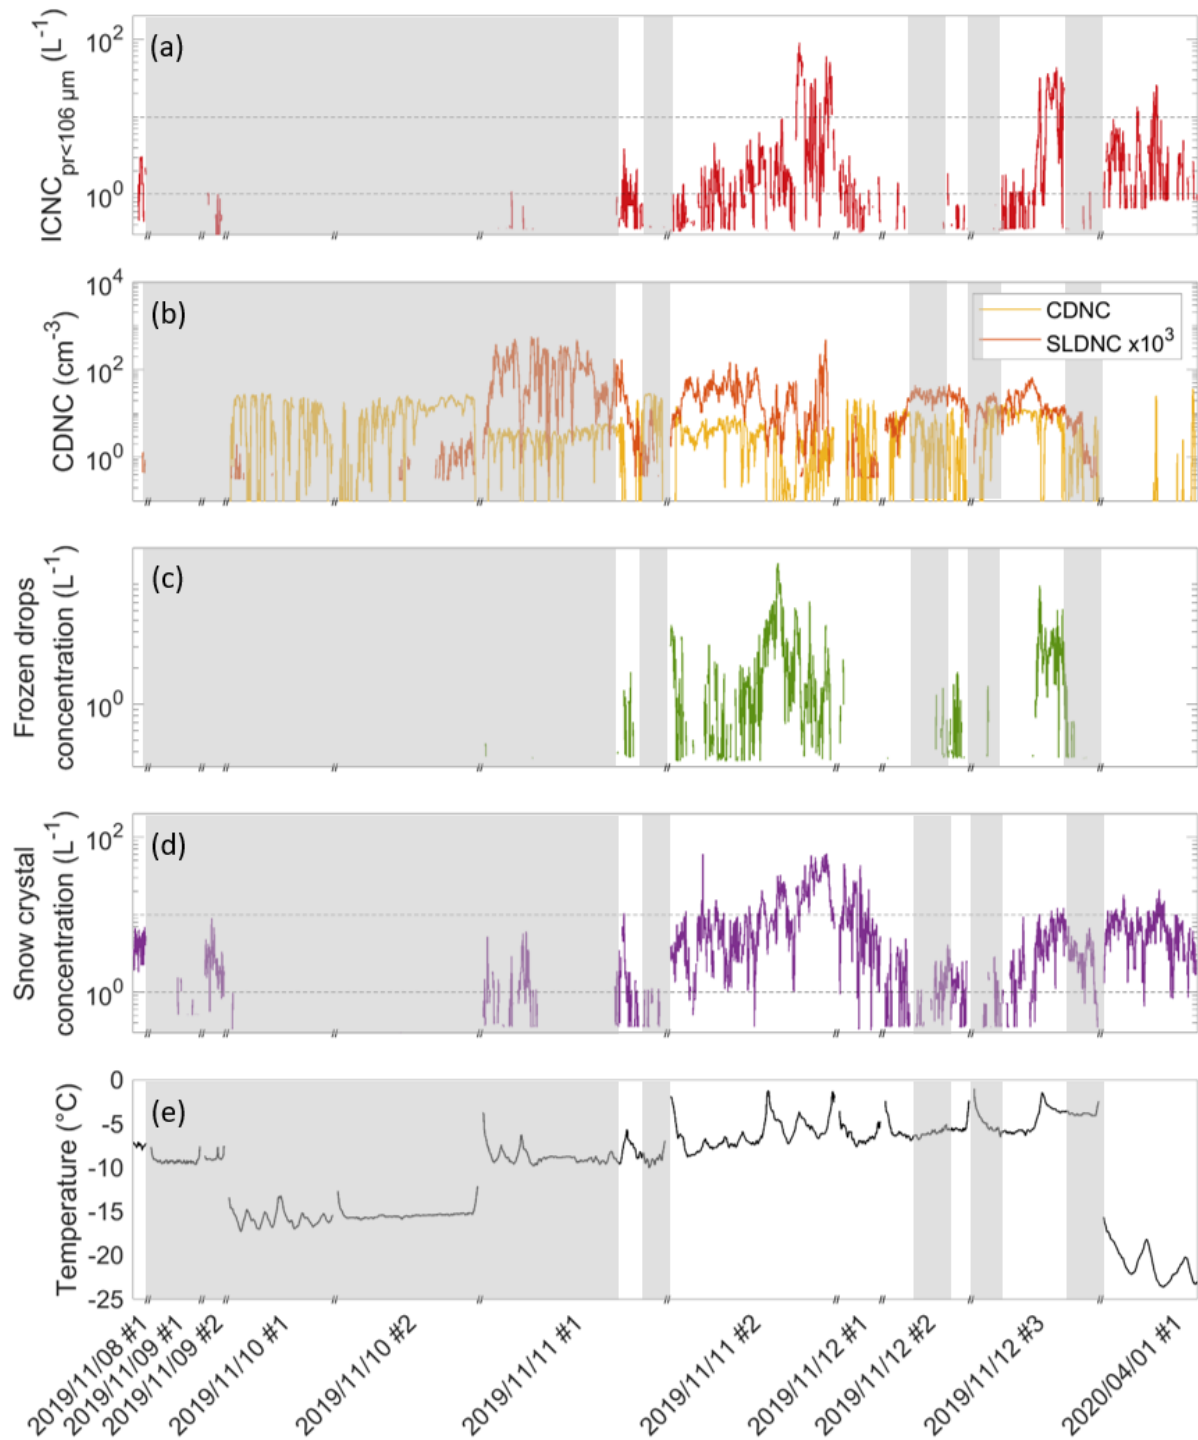 (a)
ICNC pr<106 µm (L-1)
10^2
10^0
(b)
CDNC (cm-3)
10^4
10^2
10^0
CDNC
SLDNC x10^3
(c)
Frozen drops
concentration (L-1)
10^0
(d)
Snow crystal
concentration (L-1)
10^2
10^0
(e)
Temperature (°C)
0
-5
-10
-15
-20
-25
2019/11/08 #1
2019/11/09 #1
2019/11/09 #2
2019/11/10 #1
2019/11/10 #2
2019/11/11 #1
2019/11/11 #2
2019/11/12 #1
2019/11/12 #2
2019/11/12 #3
2020/04/01 #1